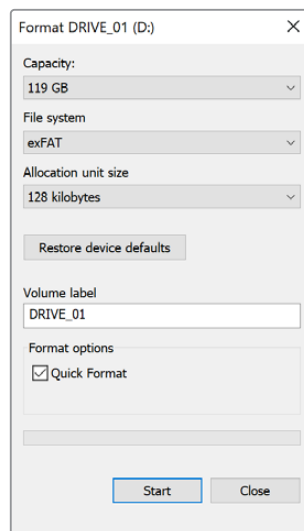 Format DRIVE_01 (D:)
Capacity:
119 GB
File system
exFAT
Allocation unit size
128 kilobytes
Restore device defaults
Volume label
DRIVE_01
Format options
Quick Format
Start Close